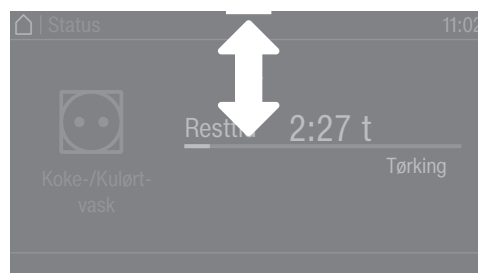 | Status 11:02
Resttid 2:27 t
Tørking
Koke-/Kulørt-
vask